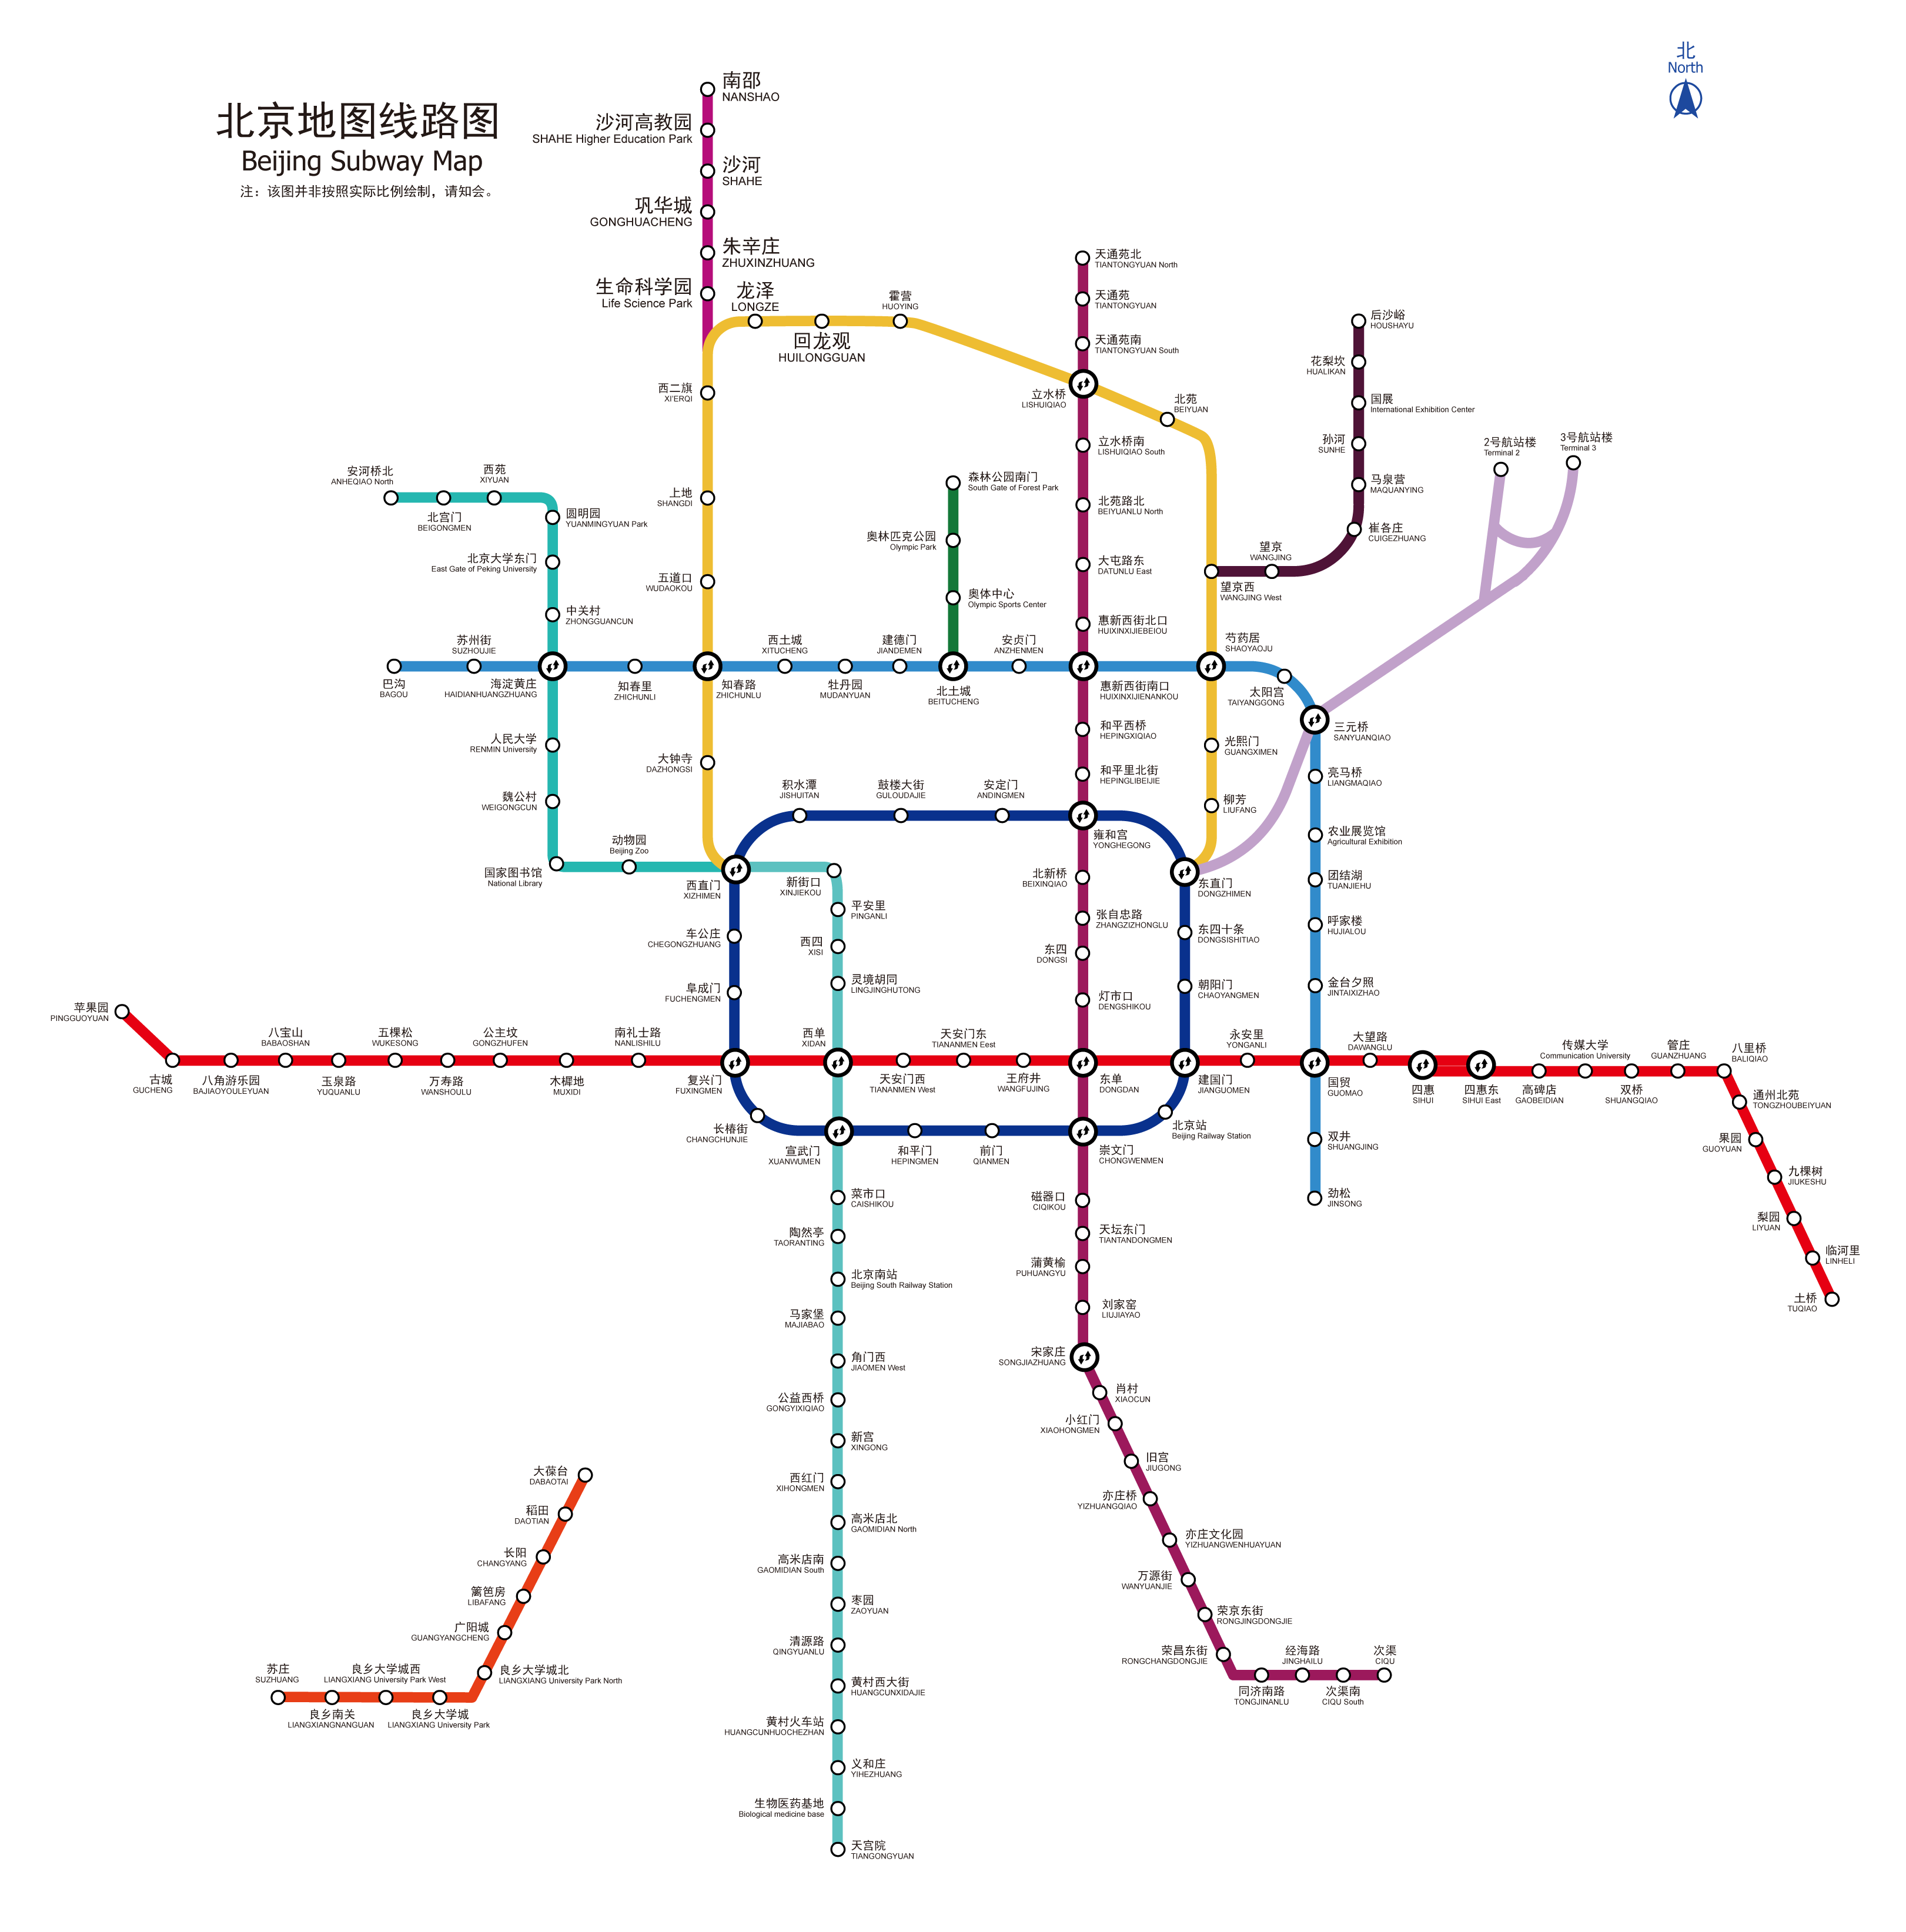 北
North
北京地图线路图
Beijing Subway Map
注：该图并非按照实际比例绘制，请知会。
南邵
NANSHAO
沙河高教园
SHAHE Higher Education Park
沙河
SHAHE
巩华城
GONGHUACHENG
朱辛庄
ZHUXINZHUANG
生命科学园
Life Science Park
龙泽
LONGZE
回龙观
HUILONGGUAN
霍营
HUOYING
西二旗
XI'ERQI
上地
SHANGDI
五道口
WUDAOKOU
天通苑北
TIANTONGYUAN North
天通苑
TIANTONGYUAN
天通苑南
TIANTONGYUAN South
立水桥
LISHUIQIAO
北苑
BEIYUAN
立水桥南
LISHUIQIAO South
北苑路北
BEIYUANLU North
大屯路东
DATUNLU East
惠新西街北口
HUIXINXIJIEBEIOU
后沙峪
HOUSHAYU
花梨坎
HUALIKAN
国展
International Exhibition Center
孙河
SUNHE
马泉营
MAQUANYING
崔各庄
CUIGEZHUANG
望京
WANGJING
望京西
WANGJING West
2号航站楼
Terminal 2
3号航站楼
Terminal 3
安河桥北
ANHEQIAO North
北宫门
BEIGONGMEN
西苑
XIYUAN
圆明园
YUANMINGYUAN Park
北京大学东门
East Gate of Peking University
中关村
ZHONGGUANCUN
森林公园南门
South Gate of Forest Park
奥林匹克公园
Olympic Park
奥体中心
Olympic Sports Center
巴沟
BAGOU
苏州街
SUZHOUJIE
海淀黄庄
HAIDIANHUANGZHUANG
知春里
ZHICHUNLI
知春路
ZHICHUNLU
西土城
XITUCHENG
牡丹园
MUDANYUAN
建德门
JIANDEMEN
北土城
BEITUCHENG
安贞门
ANZHENMEN
惠新西街南口
HUIXINXIJIENANKOU
芍药居
SHAOYAOJU
太阳宫
TAIYANGGONG
三元桥
SANYUANQIAO
人民大学
RENMIN University
魏公村
WEIGONGCUN
国家图书馆
National Library
动物园
Beijing Zoo
大钟寺
DAZHONGSI
和平西桥
HEPINGXIQIAO
和平里北街
HEPINGLIBEIJIE
光熙门
GUANGXIMEN
柳芳
LIUFANG
亮马桥
LIANGMAQIAO
农业展览馆
Agricultural Exhibition
团结湖
TUANJIEHU
呼家楼
HUJIALOU
金台夕照
JINTAIXIZHAO
积水潭
JISHUITAN
鼓楼大街
GULOUDAJIE
安定门
ANDINGMEN
雍和宫
YONGHEGONG
西直门
XIZHIMEN
新街口
XINJIEKOU
平安里
PINGANLI
西四
XISI
灵境胡同
LINGJINGHUTONG
车公庄
CHEGONGZHUANG
阜成门
FUCHENGMEN
北新桥
BEIXINQIAO
张自忠路
ZHANGZIZHONGLU
东四
DONGSI
灯市口
DENGSHIKOU
东直门
DONGZHIMEN
东四十条
DONGSISHITIAO
朝阳门
CHAOYANGMEN
苹果园
PINGGUOYUAN
古城
GUCHENG
八角游乐园
BAJIAOYOULEYUAN
八宝山
BABAOSHAN
玉泉路
YUQUANLU
五棵松
WUKESONG
万寿路
WANSHOULU
公主坟
GONGZHUFEN
木樨地
MUXIDI
南礼士路
NANLISHILU
复兴门
FUXINGMEN
西单
XIDAN
天安门西
TIANANMEN West
天安门东
TIANANMEN Eest
王府井
WANGFUJING
东单
DONGDAN
建国门
JIANGUOMEN
永安里
YONGANLI
国贸
GUOMAO
大望路
DAWANGLU
四惠
SIHUI
四惠东
SIHUI East
高碑店
GAOBEIDIAN
传媒大学
Communication University
双桥
SHUANGQIAO
管庄
GUANZHUANG
八里桥
BALIQIAO
通州北苑
TONGZHOUBEIYUAN
果园
GUOYUAN
九棵树
JIUKESHU
梨园
LIYUAN
临河里
LINHELI
土桥
TUQIAO
长椿街
CHANGCHUNJIE
宣武门
XUANWUMEN
和平门
HEPINGMEN
前门
QIANMEN
崇文门
CHONGWENMEN
北京站
Beijing Railway Station
双井
SHUANGJING
劲松
JINSONG
菜市口
CAISHIKOU
陶然亭
TAORANTING
北京南站
Beijing South Railway Station
马家堡
MAJIABAO
角门西
JIAOMEN West
公益西桥
GONGYIXIQIAO
新宫
XINGONG
西红门
XIHONGMEN
高米店北
GAOMIDIAN North
高米店南
GAOMIDIAN South
枣园
ZAOYUAN
清源路
QINGYUANLU
黄村西大街
HUANGCUNXIDAJIE
黄村火车站
HUANGCUNHUOCHEZHAN
义和庄
YIHEZHUANG
生物医药基地
Biological medicine base
天宫院
TIANGONGYUAN
磁器口
CIQIKOU
天坛东门
TIANTANDONGMEN
蒲黄榆
PUHUANGYU
刘家窑
LIUJIAYAO
宋家庄
SONGJIAZHUANG
肖村
XIAOCUN
小红门
XIAOHONGMEN
旧宫
JIUGONG
亦庄桥
YIZHUANGQIAO
亦庄文化园
YIZHUANGWENHUAYUAN
万源街
WANYUANJIE
荣京东街
RONGJINGDONGJIE
荣昌东街
RONGCHANGDONGJIE
同济南路
TONGJINANLU
经海路
JINGHAILU
次渠南
CIQU South
次渠
CIQU
大葆台
DABAOTAI
稻田
DAOTIAN
长阳
CHANGYANG
篱笆房
LIBAFANG
广阳城
GUANGYANGCHENG
良乡大学城北
LIANGXIANG University Park North
良乡大学城
LIANGXIANG University Park
良乡大学城西
LIANGXIANG University Park West
良乡南关
LIANGXIANGNANGUAN
苏庄
SUZHUANG